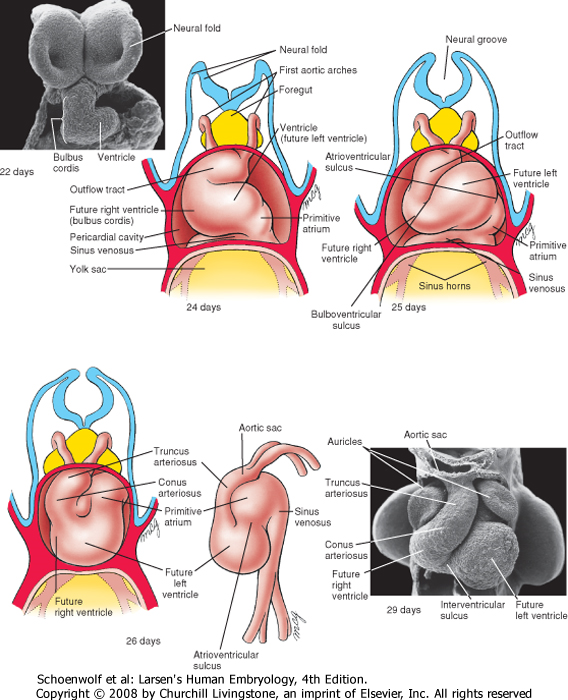 Neural fold
Bulbus
cordis
Ventricle
22 days
Neural fold
First aortic arches
Foregut
Ventricle
(future left ventricle)
Outflow tract
Future right ventricle
(bulbus cordis)
Pericardial cavity
Sinus venosus
Yolk sac
Primitive
atrium
24 days
Neural groove
Outflow
tract
Atrioventricular
sulcus
Future left
ventricle
Future right
ventricle
Primitive
atrium
Sinus
venosus
Sinus horns
Bulboventricular
sulcus
25 days
Truncus
arteriosus
Conus
arteriosus
Primitive
atrium
Future
left
ventricle
Future
right ventricle
26 days
Aortic sac
Sinus
venosus
Atrioventricular
sulcus
Auricles
Aortic sac
Truncus
arteriosus
Conus
arteriosus
Future
right
ventricle
29 days
Interventricular
sulcus
Future left
ventricle
Schoenwolf et al: Larsen's Human Embryology, 4th Edition.
Copyright © 2008 by Churchill Livingstone, an imprint of Elsevier, Inc. All rights reserved